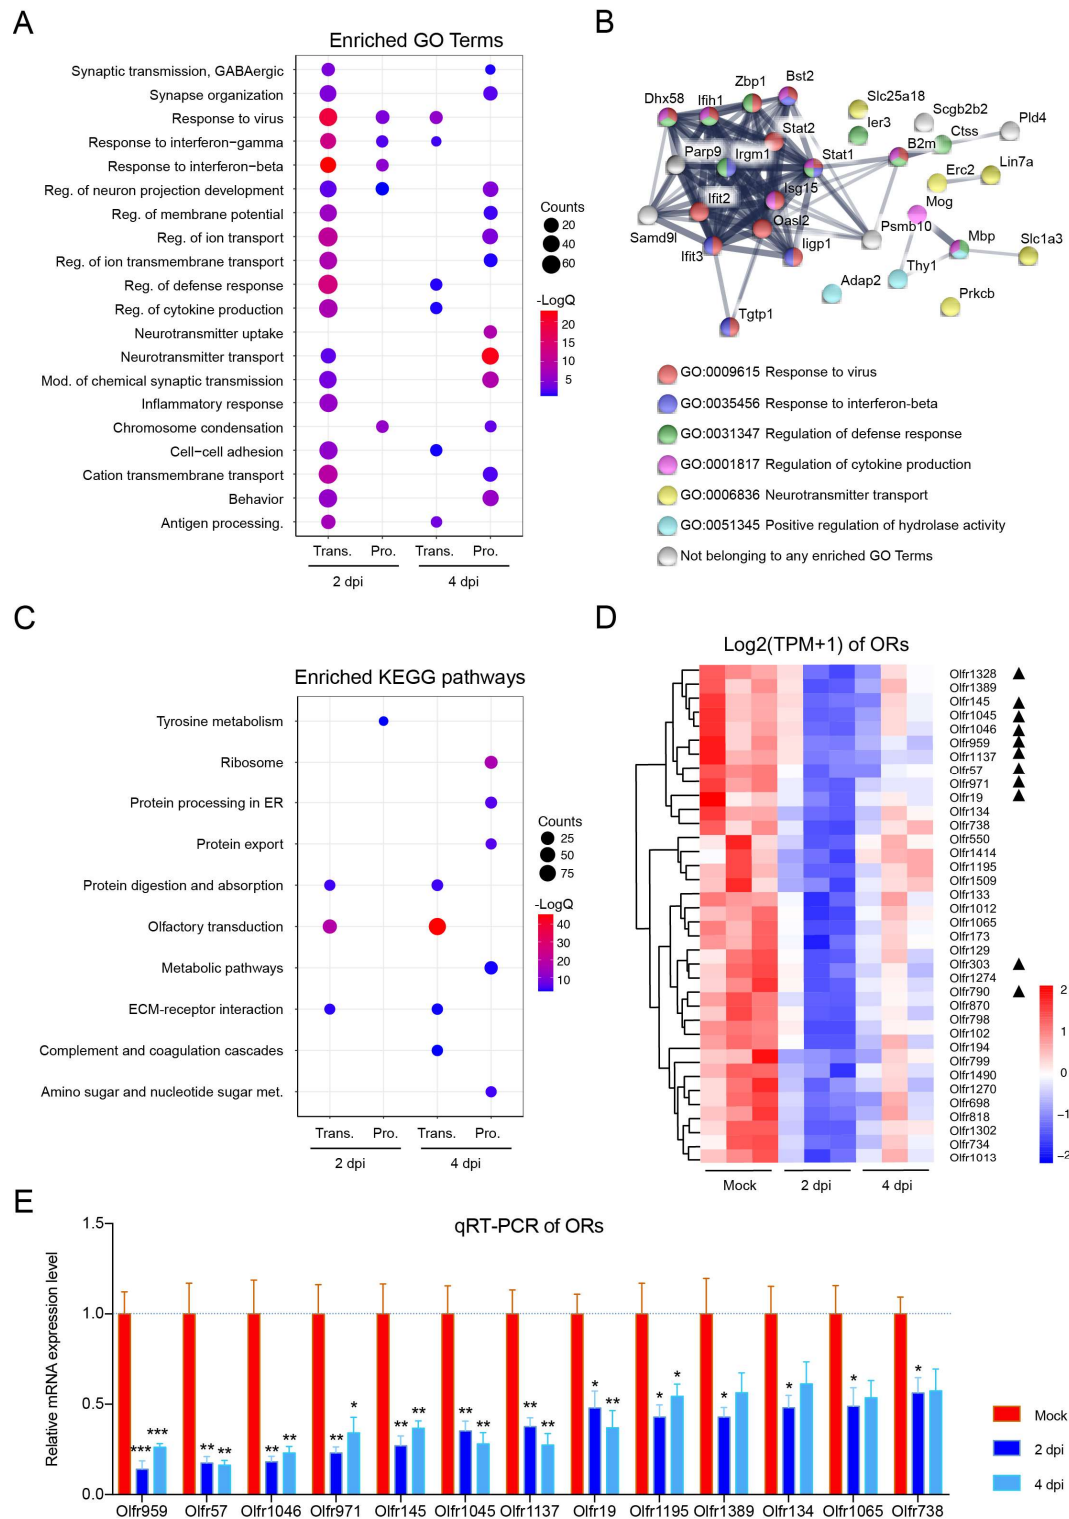 A
Enriched GO Terms
Synaptic transmission, GABAergic
Synapse organization
Response to virus
Response to interferon-gamma
Response to interferon-beta
Reg. of neuron projection development
Reg. of membrane potential
Reg. of ion transport
Reg. of ion transmembrane transport
Reg. of defense response
Reg. of cytokine production
Neurotransmitter uptake
Neurotransmitter transport
Mod. of chemical synaptic transmission
Inflammatory response
Chromosome condensation
Cell-cell adhesion
Cation transmembrane transport
Behavior
Antigen processing.
Trans. Pro. Trans. Pro.
2 dpi 4 dpi
Counts
20
40
60
-LogQ
20
15
10
5
B
Bst2
Zbp1
Dhx58 Ifih1
Slc25a18
Scgb2b2
Pld4
Ier3
Stat2
Ctss
B2m
Parp9 Irgm1 Stat1
Lin7a
Erc2
Isg15
Ifit2
Mog
Oasl2
Samd9l
Psmb10
Mbp
Slc1a3
Ifit3
Iigp1
Thy1
Adap2
Prkcb
Tgtp1
GO:0009615 Response to virus
GO:0035456 Response to interferon-beta
GO:0031347 Regulation of defense response
GO:0001817 Regulation of cytokine production
GO:0006836 Neurotransmitter transport
GO:0051345 Positive regulation of hydrolase activity
Not belonging to any enriched GO Terms
C
Enriched KEGG pathways
Tyrosine metabolism
Ribosome
Protein processing in ER
Protein export
Protein digestion and absorption
Olfactory transduction
Metabolic pathways
ECM-receptor interaction
Complement and coagulation cascades
Amino sugar and nucleotide sugar met.
Trans. Pro. Trans. Pro.
2 dpi 4 dpi
Counts
25
50
75
-LogQ
40
30
20
10
D
Log2(TPM+1) of ORs
Olfr1328 ▲
Olfr1389
Olfr145 ▲
Olfr1045 ▲
Olfr1046 ▲
Olfr959 ▲
Olfr1137 ▲
Olfr57 ▲
Olfr971 ▲
Olfr19 ▲
Olfr134
Olfr738
Olfr550
Olfr1414
Olfr1195
Olfr1509
Olfr133
Olfr1012
Olfr1065
Olfr173
Olfr129
Olfr303 ▲
Olfr1274
Olfr790 ▲
Olfr870
Olfr798
Olfr102
Olfr194
Olfr799
Olfr1490
Olfr1270
Olfr698
Olfr818
Olfr1302
Olfr734
Olfr1013
Mock 2 dpi 4 dpi
2
1
0
-1
-2
E
qRT-PCR of ORs
Relative mRNA expression level
1.5
1.0
0.5
0.0
*** *** ** ** ** ** ** * ** ** ** ** ** ** * ** * * * * * *
Olfr959 Olfr57 Olfr1046 Olfr971 Olfr145 Olfr1045 Olfr1137 Olfr19 Olfr1195 Olfr1389 Olfr134 Olfr1065 Olfr738
Mock
2 dpi
4 dpi